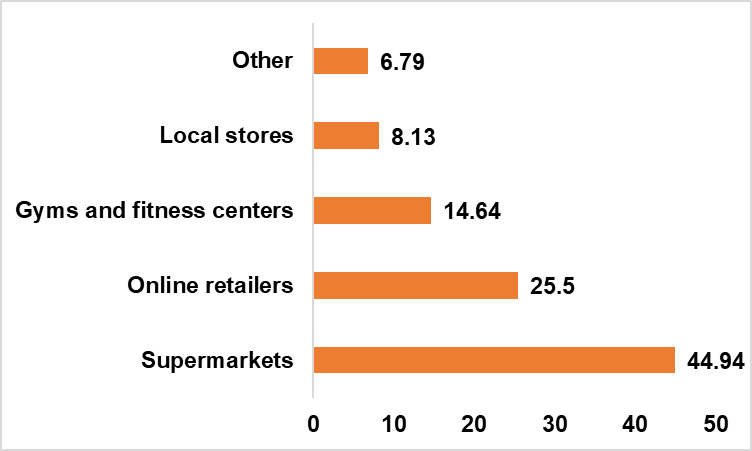 Other 6.79
Local stores 8.13
Gyms and fitness centers 14.64
Online retailers 25.5
Supermarkets 44.94
0 10 20 30 40 50